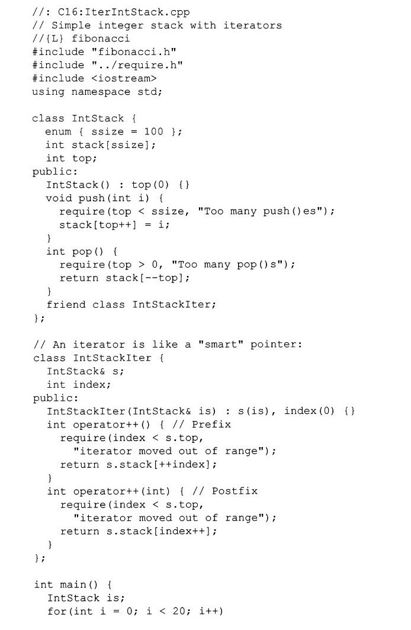 //: C16:IterIntStack.cpp
// Simple integer stack with iterators
//{L} fibonacci
#include "fibonacci.h"
#include "../require.h"
#include <iostream>
using namespace std;

class IntStack {
  enum { ssize = 100 };
  int stack[ssize];
  int top;
public:
  IntStack() : top(0) {}
  void push(int i) {
    require(top < ssize, "Too many push()es");
    stack[top++] = i;
  }
  int pop() {
    require(top > 0, "Too many pop()s");
    return stack[--top];
  }
  friend class IntStackIter;
};

// An iterator is like a "smart" pointer:
class IntStackIter {
  IntStack& s;
  int index;
public:
  IntStackIter(IntStack& is) : s(is), index(0) {}
  int operator++() { // Prefix
    require(index < s.top,
      "iterator moved out of range");
    return s.stack[++index];
  }
  int operator++(int) { // Postfix
    require(index < s.top,
      "iterator moved out of range");
    return s.stack[index++];
  }
};

int main() {
  IntStack is;
  for(int i = 0; i < 20; i++)